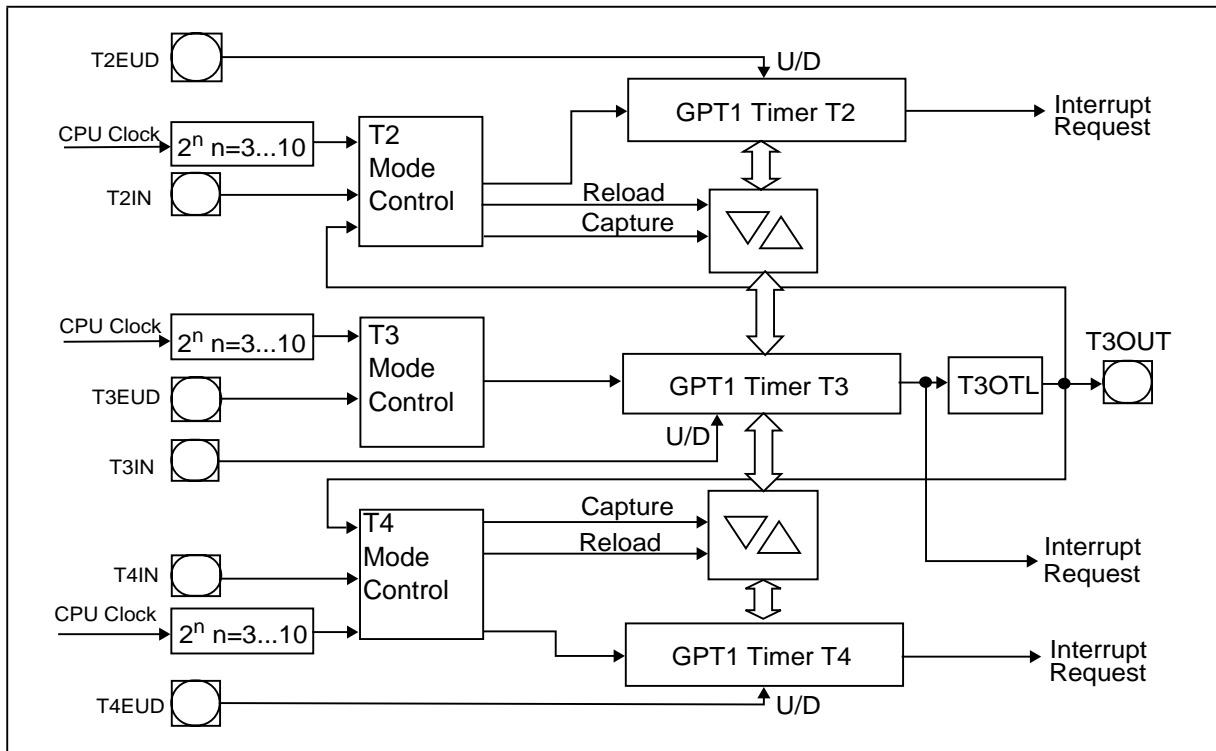 T2EUD
U/D
GPT1 Timer T2
Interrupt
Request
CPU Clock
2ⁿ n=3...10
T2
Mode
Control
T2IN
Reload
Capture
CPU Clock
2ⁿ n=3...10
T3
Mode
Control
T3OUT
GPT1 Timer T3
T3OTL
T3EUD
U/D
T3IN
Capture
T4
Mode
Control
Reload
Interrupt
Request
T4IN
CPU Clock
2ⁿ n=3...10
GPT1 Timer T4
Interrupt
Request
T4EUD
U/D